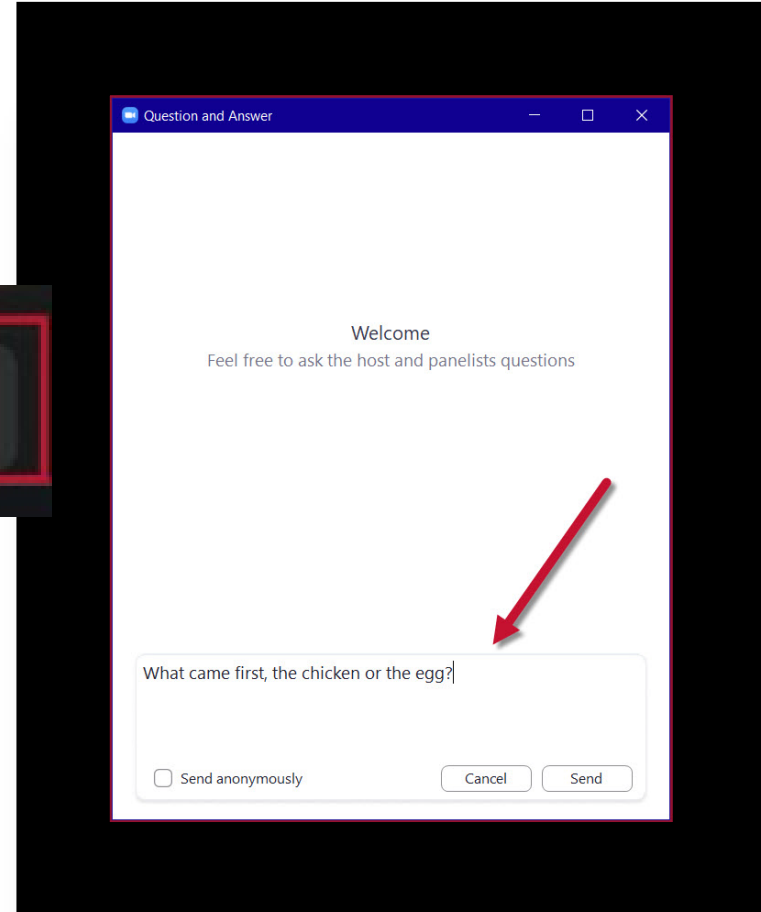 Question and Answer
Welcome
Feel free to ask the host and panelists questions
What came first, the chicken or the egg?
Send anonymously
Cancel
Send